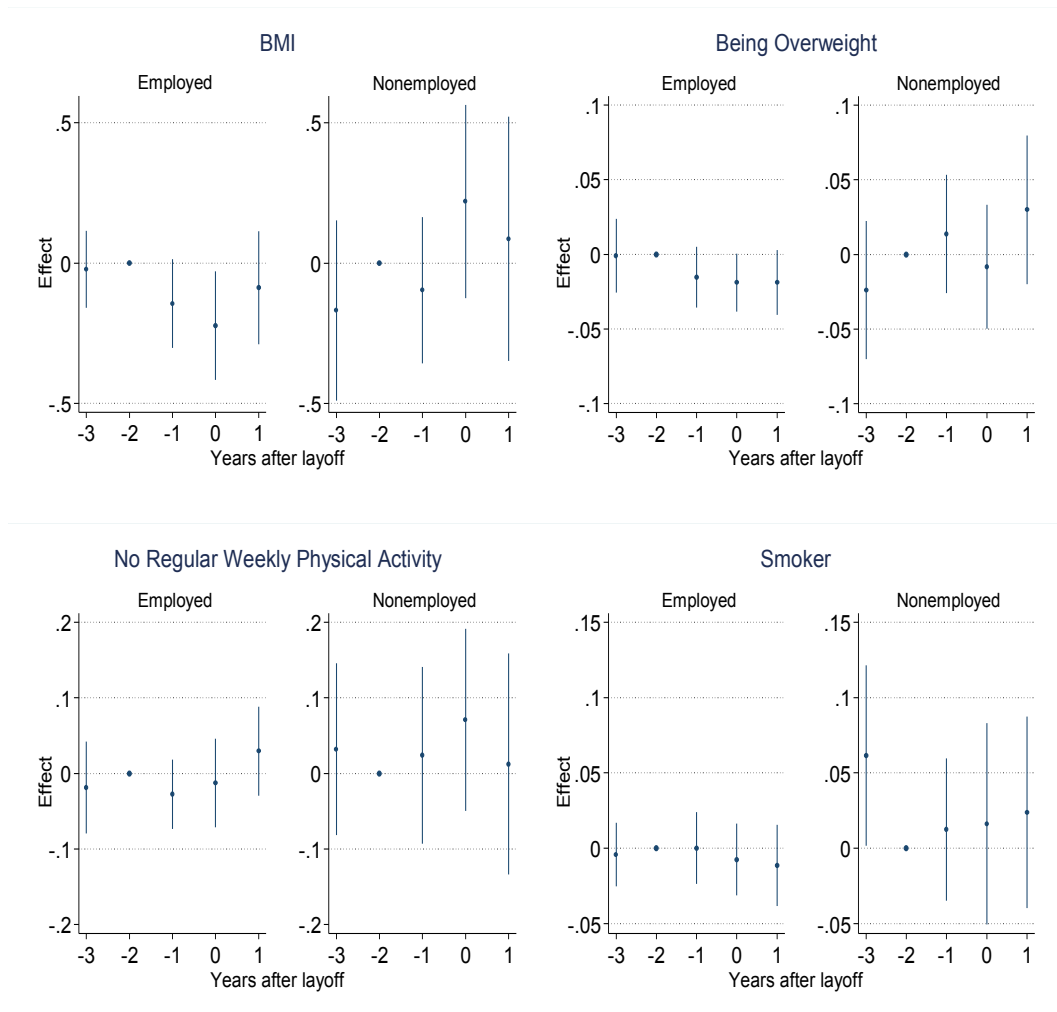 BMI
Employed
Nonemployed
Effect
.5
0
-.5
-3 -2 -1 0 1
.5
0
-.5
-3 -2 -1 0 1
Years after layoff
Being Overweight
Employed
Nonemployed
Effect
.1
.05
0
-.05
-.1
-3 -2 -1 0 1
.1
.05
0
-.05
-.1
-3 -2 -1 0 1
Years after layoff
No Regular Weekly Physical Activity
Employed
Nonemployed
Effect
.2
.1
0
-.1
-.2
-3 -2 -1 0 1
.2
.1
0
-.1
-.2
-3 -2 -1 0 1
Years after layoff
Smoker
Employed
Nonemployed
Effect
.15
.1
.05
0
-.05
-3 -2 -1 0 1
.15
.1
.05
0
-.05
-3 -2 -1 0 1
Years after layoff